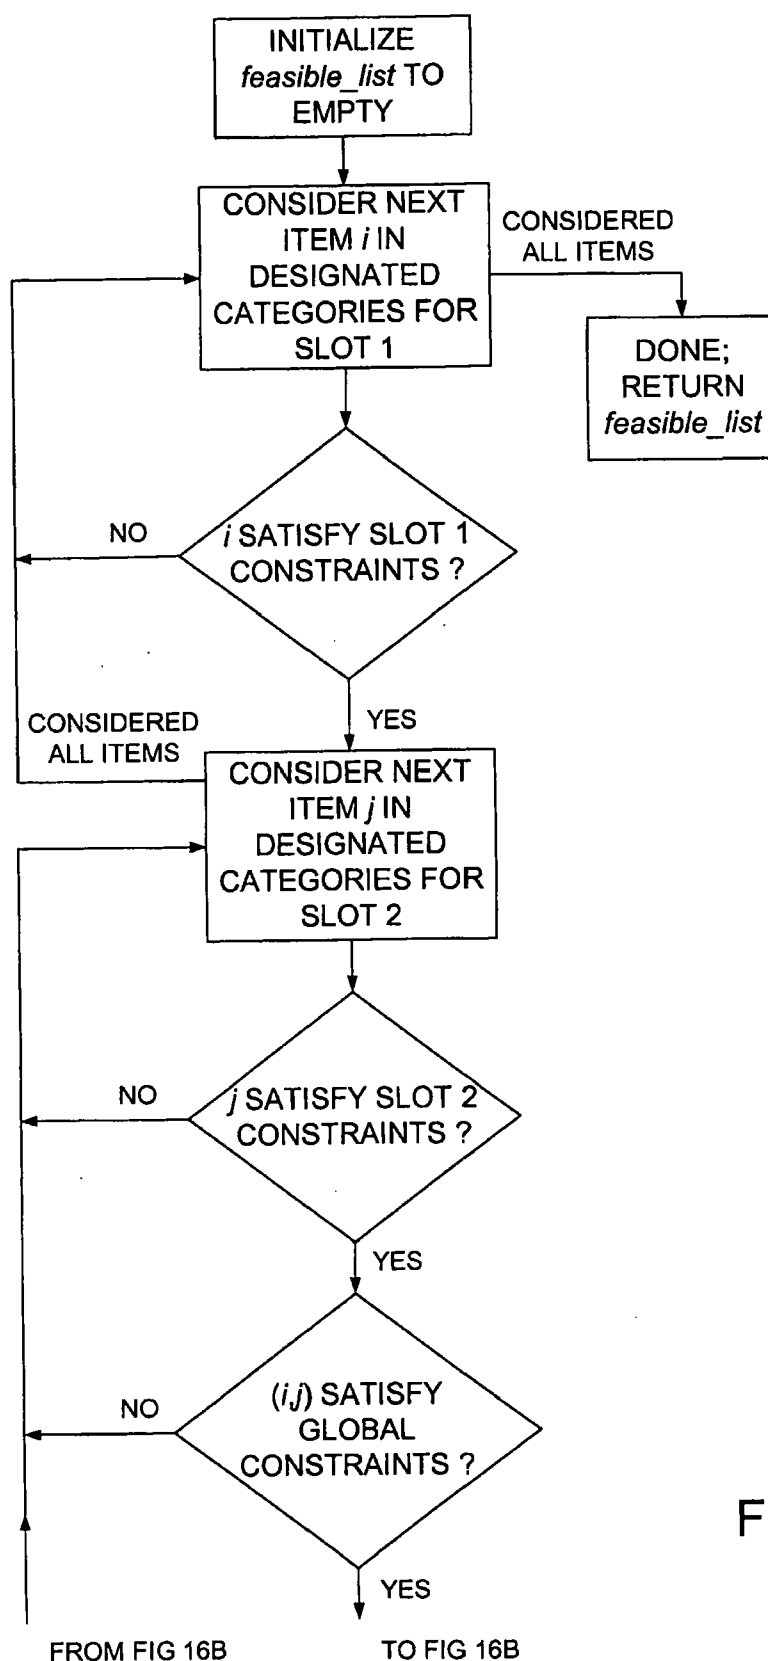 INITIALIZE
feasible_list TO
EMPTY
CONSIDER NEXT
ITEM i IN
DESIGNATED
CATEGORIES FOR
SLOT 1
CONSIDERED
ALL ITEMS
DONE;
RETURN
feasible_list
NO
i SATISFY SLOT 1
CONSTRAINTS ?
YES
CONSIDERED
ALL ITEMS
CONSIDER NEXT
ITEM j IN
DESIGNATED
CATEGORIES FOR
SLOT 2
NO
j SATISFY SLOT 2
CONSTRAINTS ?
YES
NO
(i,j) SATISFY
GLOBAL
CONSTRAINTS ?
F
YES
FROM FIG 16B
TO FIG 16B